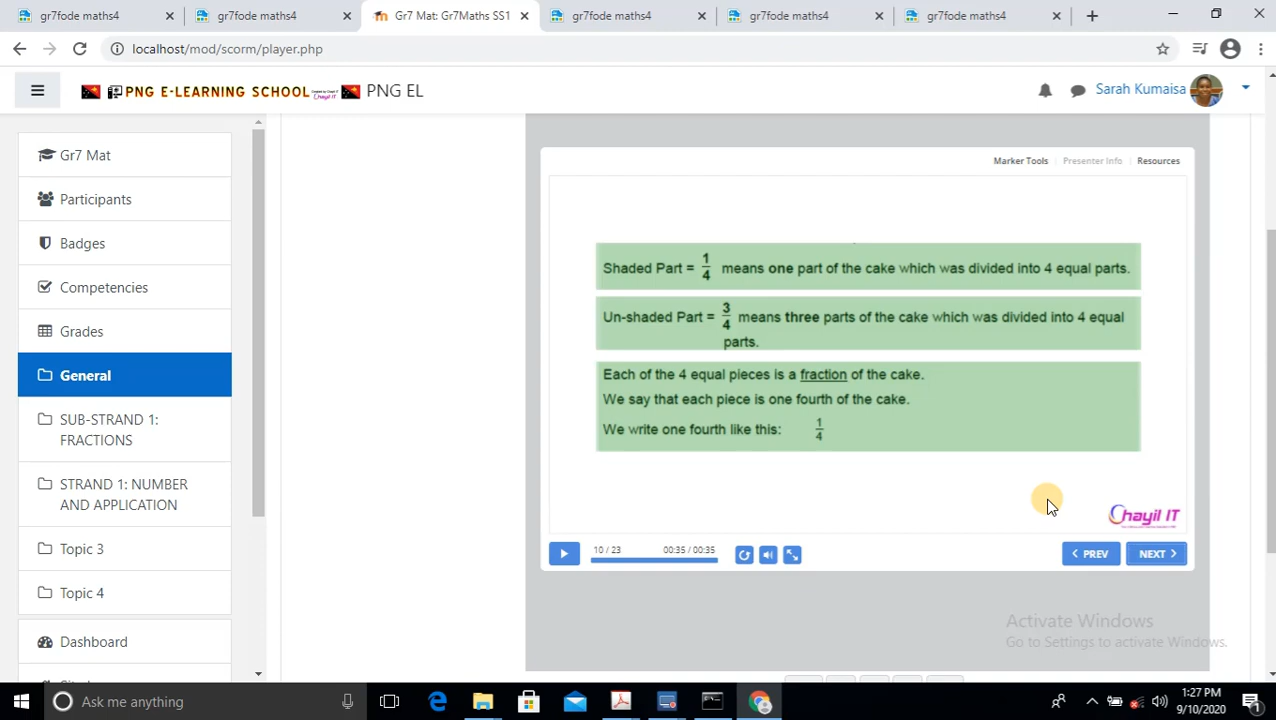 gr7fode maths4
gr7fode maths4
Gr7 Mat: Gr7Maths SS1
gr7fode maths4
gr7fode maths4
gr7fode maths4
localhost/mod/scorm/player.php
PNG E-LEARNING SCHOOL
Chayil IT
PNG EL
Sarah Kumaisa
Gr7 Mat
Participants
Badges
Competencies
Grades
General
SUB-STRAND 1:
FRACTIONS
STRAND 1: NUMBER
AND APPLICATION
Topic 3
Topic 4
Dashboard
Marker Tools | Presenter Info | Resources
Shaded Part = 1/4 means one part of the cake which was divided into 4 equal parts.
Un-shaded Part = 3/4 means three parts of the cake which was divided into 4 equal
parts.
Each of the 4 equal pieces is a fraction of the cake.
We say that each piece is one fourth of the cake.
We write one fourth like this: 1/4
Chayil IT
10 / 23
00:35 / 00:35
PREV
NEXT
Activate Windows
Go to Settings to activate Windows.
Ask me anything
1:27 PM
9/10/2020
1